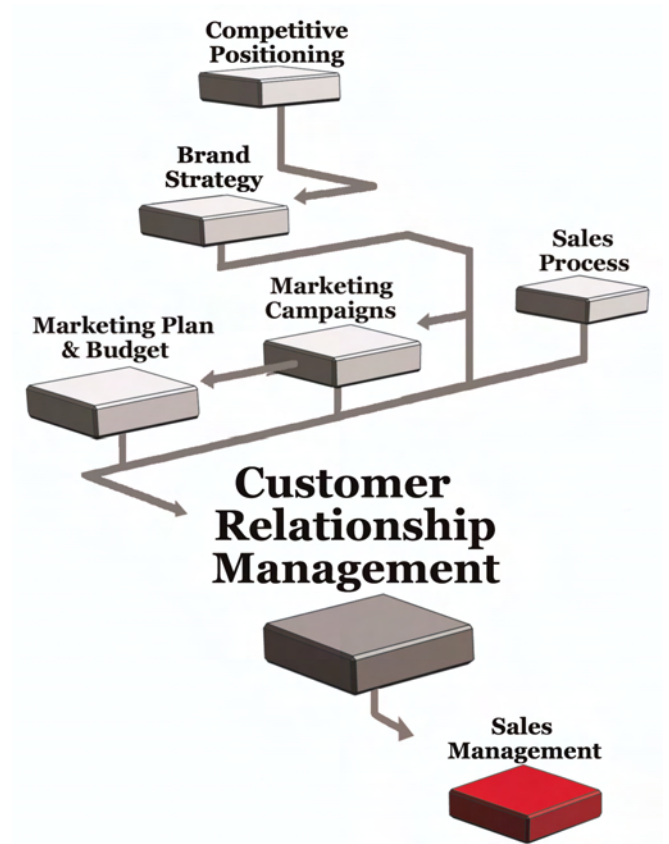 Competitive
Positioning
Brand
Strategy
Sales
Process
Marketing
Campaigns
Marketing Plan
& Budget
Customer
Relationship
Management
Sales
Management